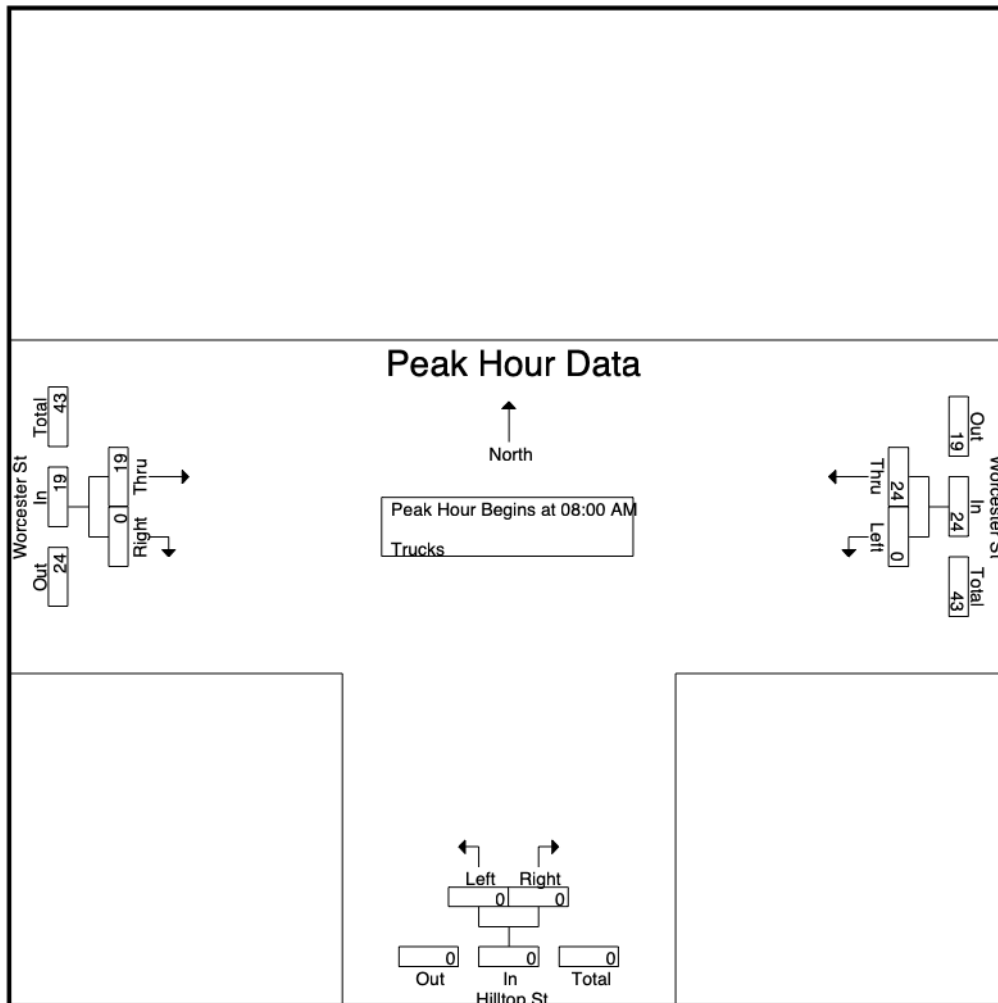 Peak Hour Data
North
Peak Hour Begins at 08:00 AM
Trucks
Worcester St
Total
43
In
19
Out
24
19
Thru
0
Right
Out
19
In
24
Total
43
Worcester St
Thru
24
Left
0
Left
Right
0
0
0
0
0
Out
In
Total
Hilltop St